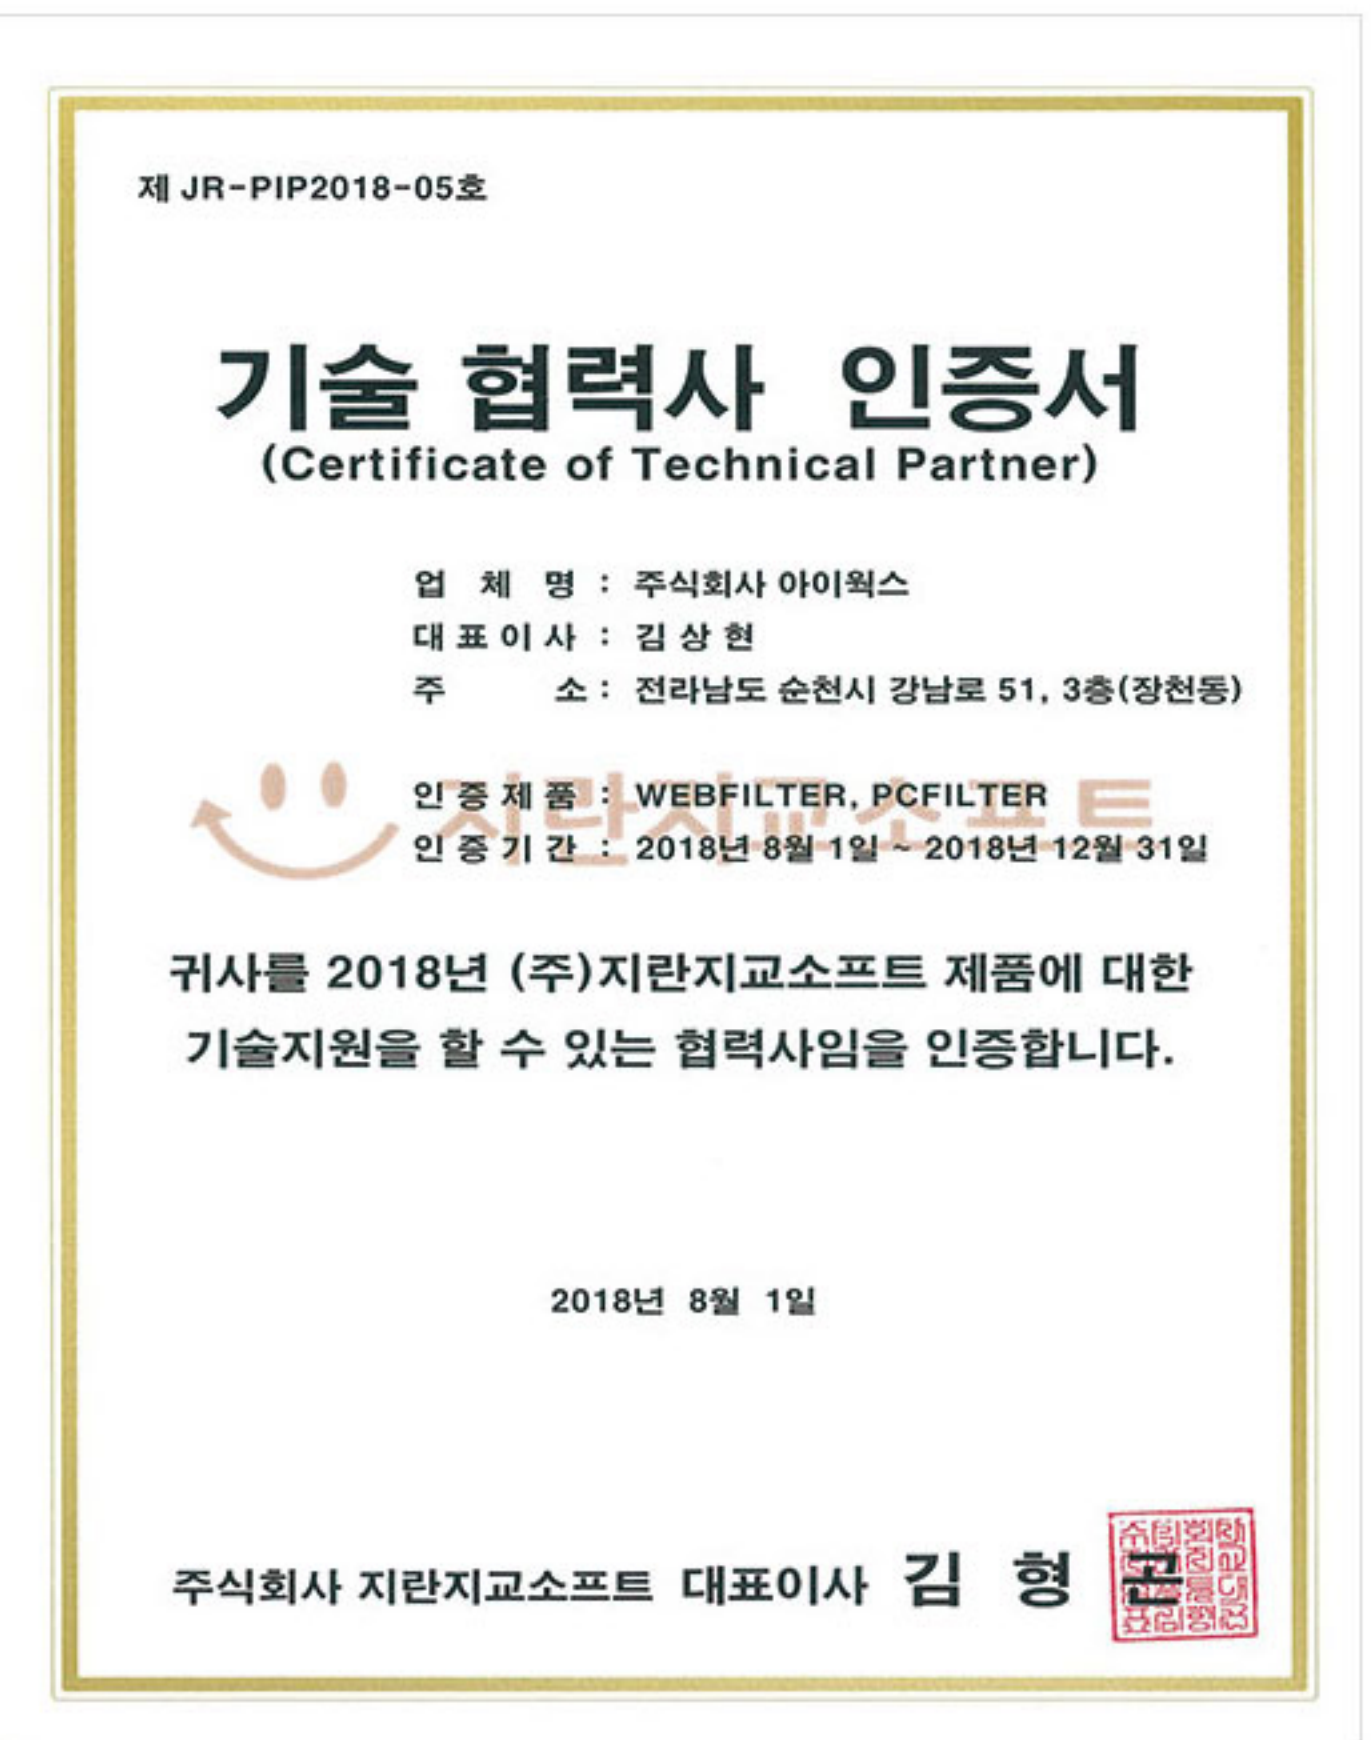 제 JR-PIP2018-05호
기술 협력사 인증서
(Certificate of Technical Partner)
업 체 명 : 주식회사 아이웍스
대표이사 : 김상현
주 소 : 전라남도 순천시 강남로 51, 3층(장천동)
지란지교소프트
인증제품 : WEBFILTER, PCFILTER
인증기간 : 2018년 8월 1일 ~ 2018년 12월 31일
귀사를 2018년 (주)지란지교소프트 제품에 대한
기술지원을 할 수 있는 협력사임을 인증합니다.
2018년 8월 1일
주식회사 지란지교소프트 대표이사 김 형 곤